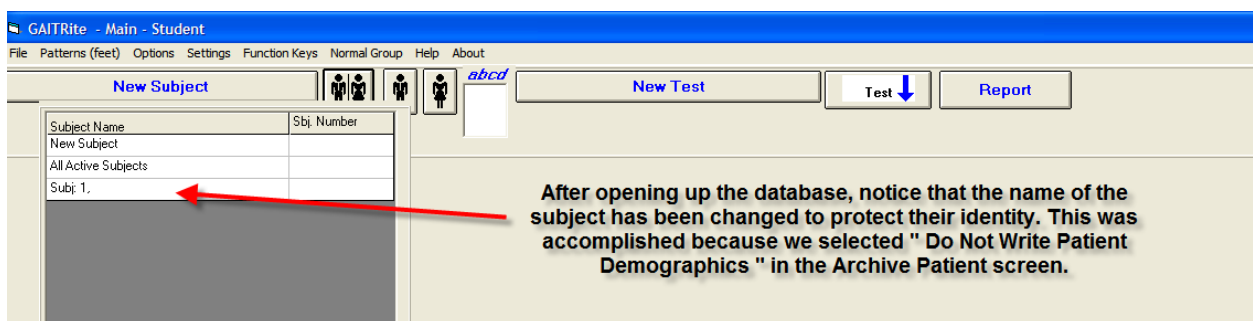 GAITRite - Main - Student
File Patterns (feet) Options Settings Function Keys Normal Group Help About
New Subject
abcd
New Test
Test
Report
Subject Name Sbj. Number
New Subject
All Active Subjects
Subj: 1,
After opening up the database, notice that the name of the
subject has been changed to protect their identity. This was
accomplished because we selected " Do Not Write Patient
Demographics " in the Archive Patient screen.